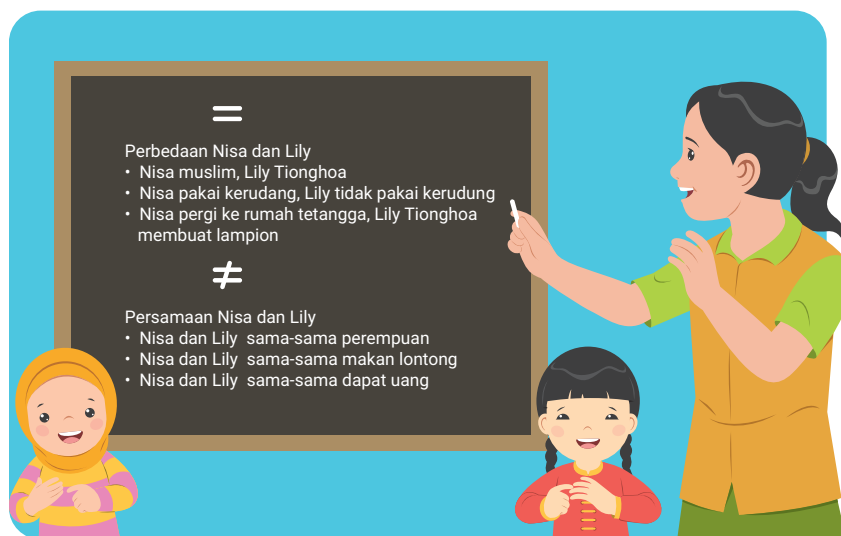 =
Perbedaan Nisa dan Lily
• Nisa muslim, Lily Tionghoa
• Nisa pakai kerudang, Lily tidak pakai kerudung
• Nisa pergi ke rumah tetangga, Lily Tionghoa
membuat lampion
≠
Persamaan Nisa dan Lily
• Nisa dan Lily sama-sama perempuan
• Nisa dan Lily sama-sama makan lontong
• Nisa dan Lily sama-sama dapat uang